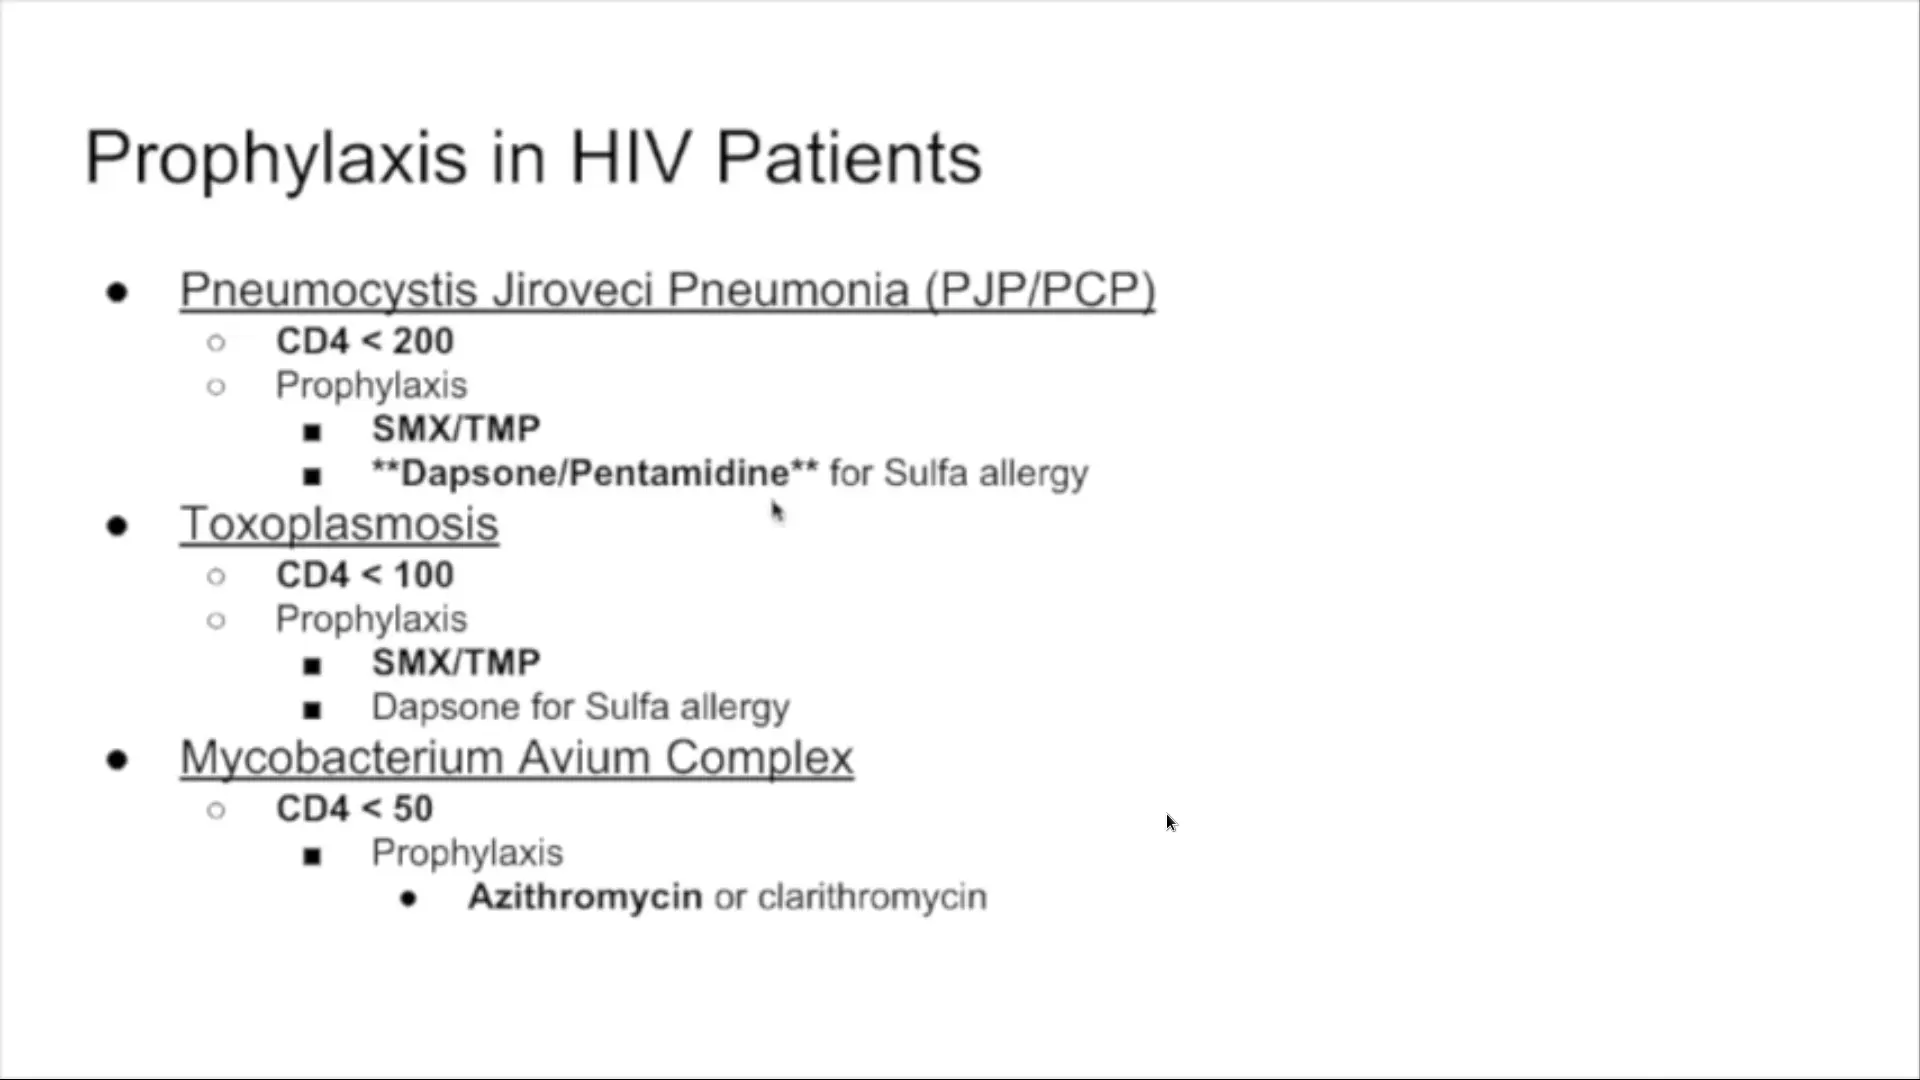 Prophylaxis in HIV Patients
● Pneumocystis Jiroveci Pneumonia (PJP/PCP)
○ CD4 < 200
○ Prophylaxis
■ SMX/TMP
■ **Dapsone/Pentamidine** for Sulfa allergy
● Toxoplasmosis
○ CD4 < 100
○ Prophylaxis
■ SMX/TMP
■ Dapsone for Sulfa allergy
● Mycobacterium Avium Complex
○ CD4 < 50
■ Prophylaxis
● Azithromycin or clarithromycin